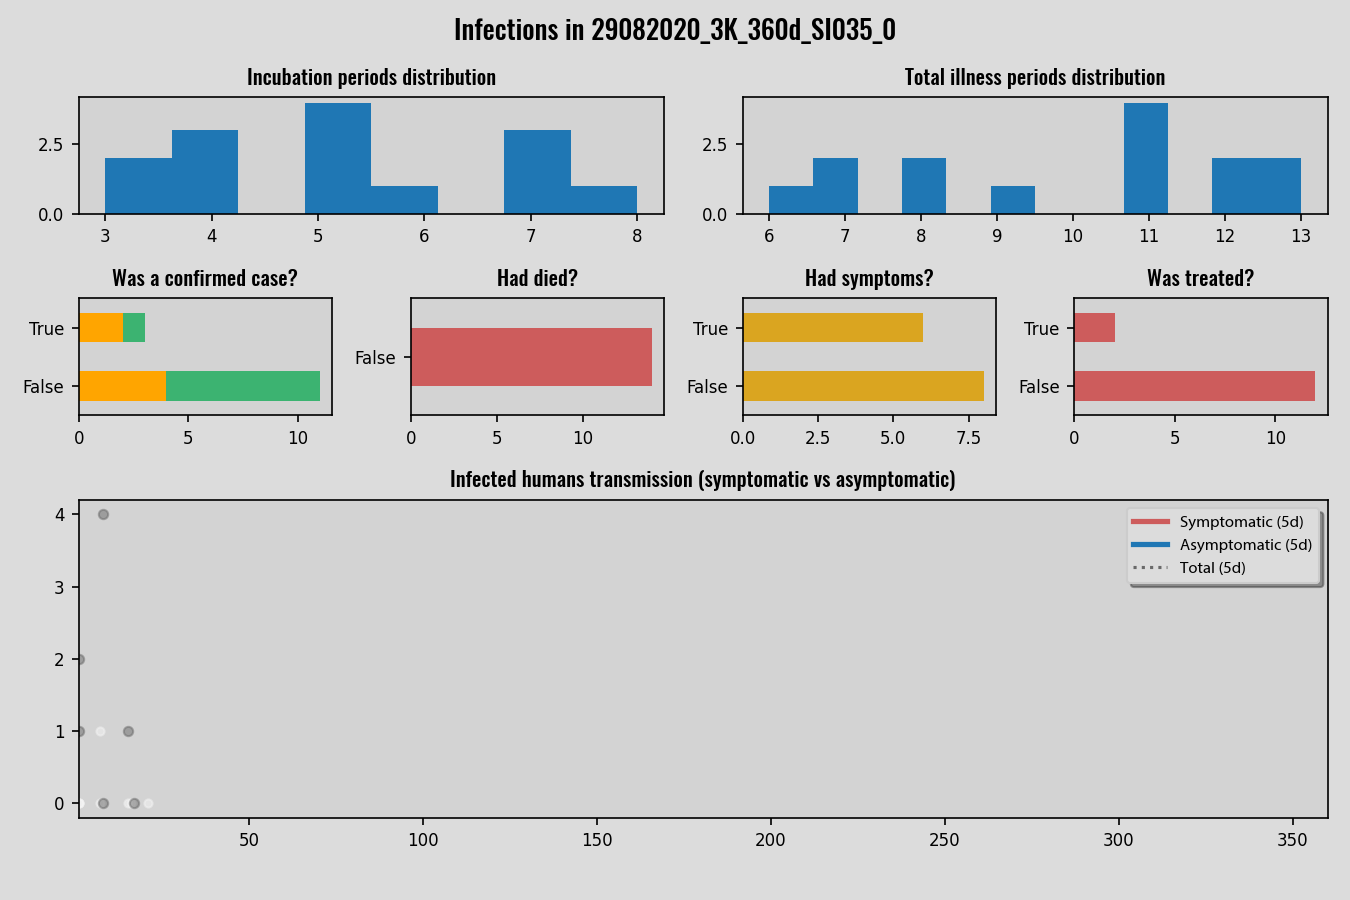 Infections in 29082020_3K_360d_SI035_0
Incubation periods distribution
Total illness periods distribution
2.5
0.0
3 4 5 6 7 8
2.5
0.0
6 7 8 9 10 11 12 13
Was a confirmed case?
Had died?
Had symptoms?
Was treated?
True
False
0 5 10
False
0 5 10
True
False
0.0 2.5 5.0 7.5
True
False
0 5 10
Infected humans transmission (symptomatic vs asymptomatic)
4
3
2
1
0
50 100 150 200 250 300 350
Symptomatic (5d)
Asymptomatic (5d)
Total (5d)